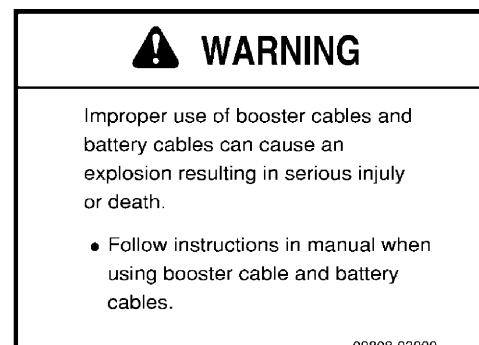 WARNING
Improper use of booster cables and
battery cables can cause an
explosion resulting in serious injuly
or death.
• Follow instructions in manual when
using booster cable and battery
cables.